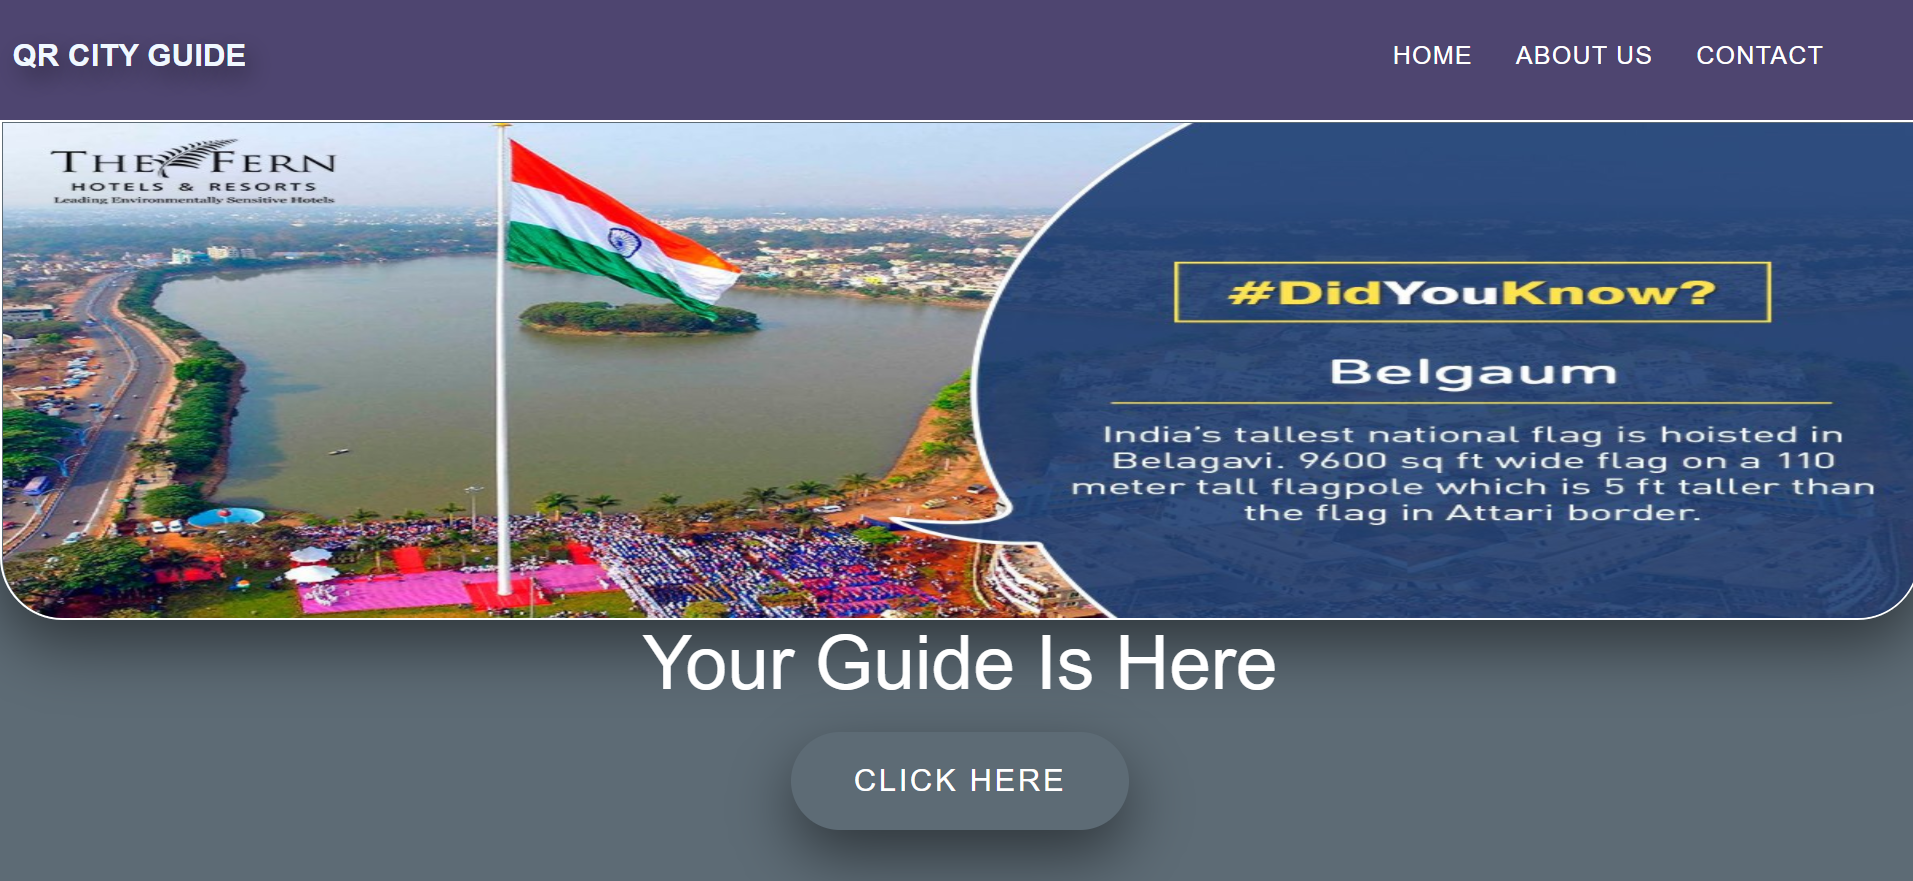 QR CITY GUIDE
HOME ABOUT US CONTACT
THE FERN
HOTELS & RESORTS
Leading Environmentally Sensitive Hotels
#DidYouKnow?
Belgaum
India's tallest national flag is hoisted in
Belagavi. 9600 sq ft wide flag on a 110
meter tall flagpole which is 5 ft taller than
the flag in Attari border.
Your Guide Is Here
CLICK HERE